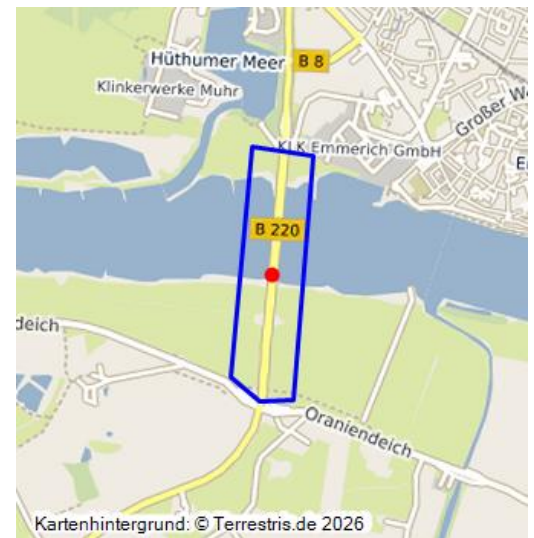 Hüthumer Meer
B 8
Klinkerwerke Muhr
Großer W
KLK Emmerich GmbH
E
B 220
deich
Oraniendeich
Kartenhintergrund: © Terrestris.de 2026